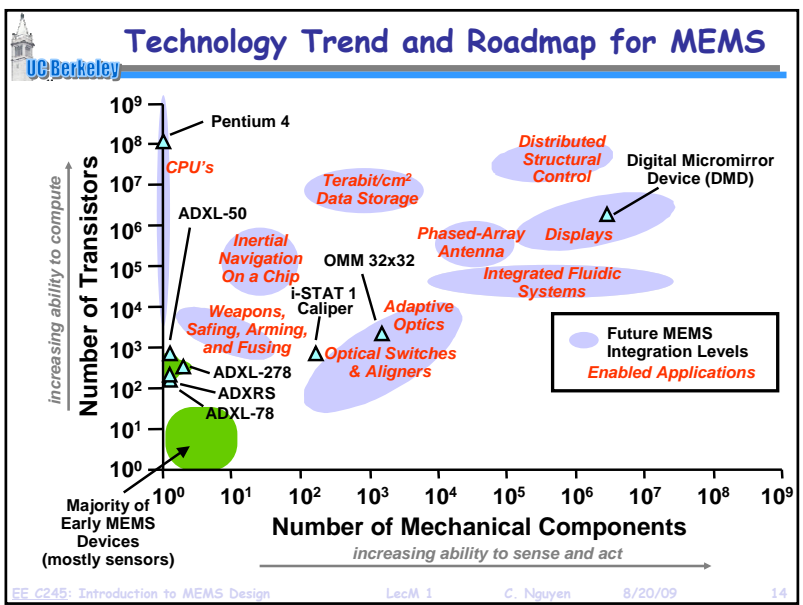 Technology Trend and Roadmap for MEMS
UC Berkeley
10⁹
10⁸
10⁷
10⁶
10⁵
10⁴
10³
10²
10¹
10⁰
Number of Transistors
increasing ability to compute
Pentium 4
CPU's
ADXL-50
Terabit/cm²
Data Storage
Distributed
Structural
Control
Digital Micromirror
Device (DMD)
Inertial
Navigation
On a Chip
Phased-Array
Antenna
Displays
OMM 32x32
Integrated Fluidic
Systems
i-STAT 1
Caliper
Weapons,
Safing, Arming,
and Fusing
Adaptive
Optics
Optical Switches
& Aligners
ADXL-278
ADXRS
ADXL-78
Future MEMS
Integration Levels
Enabled Applications
10⁰
10¹
10²
10³
10⁴
10⁵
10⁶
10⁷
10⁸
10⁹
Majority of
Early MEMS
Devices
(mostly sensors)
Number of Mechanical Components
increasing ability to sense and act
EE C245: Introduction to MEMS Design
LecM 1
C. Nguyen
8/20/09
14